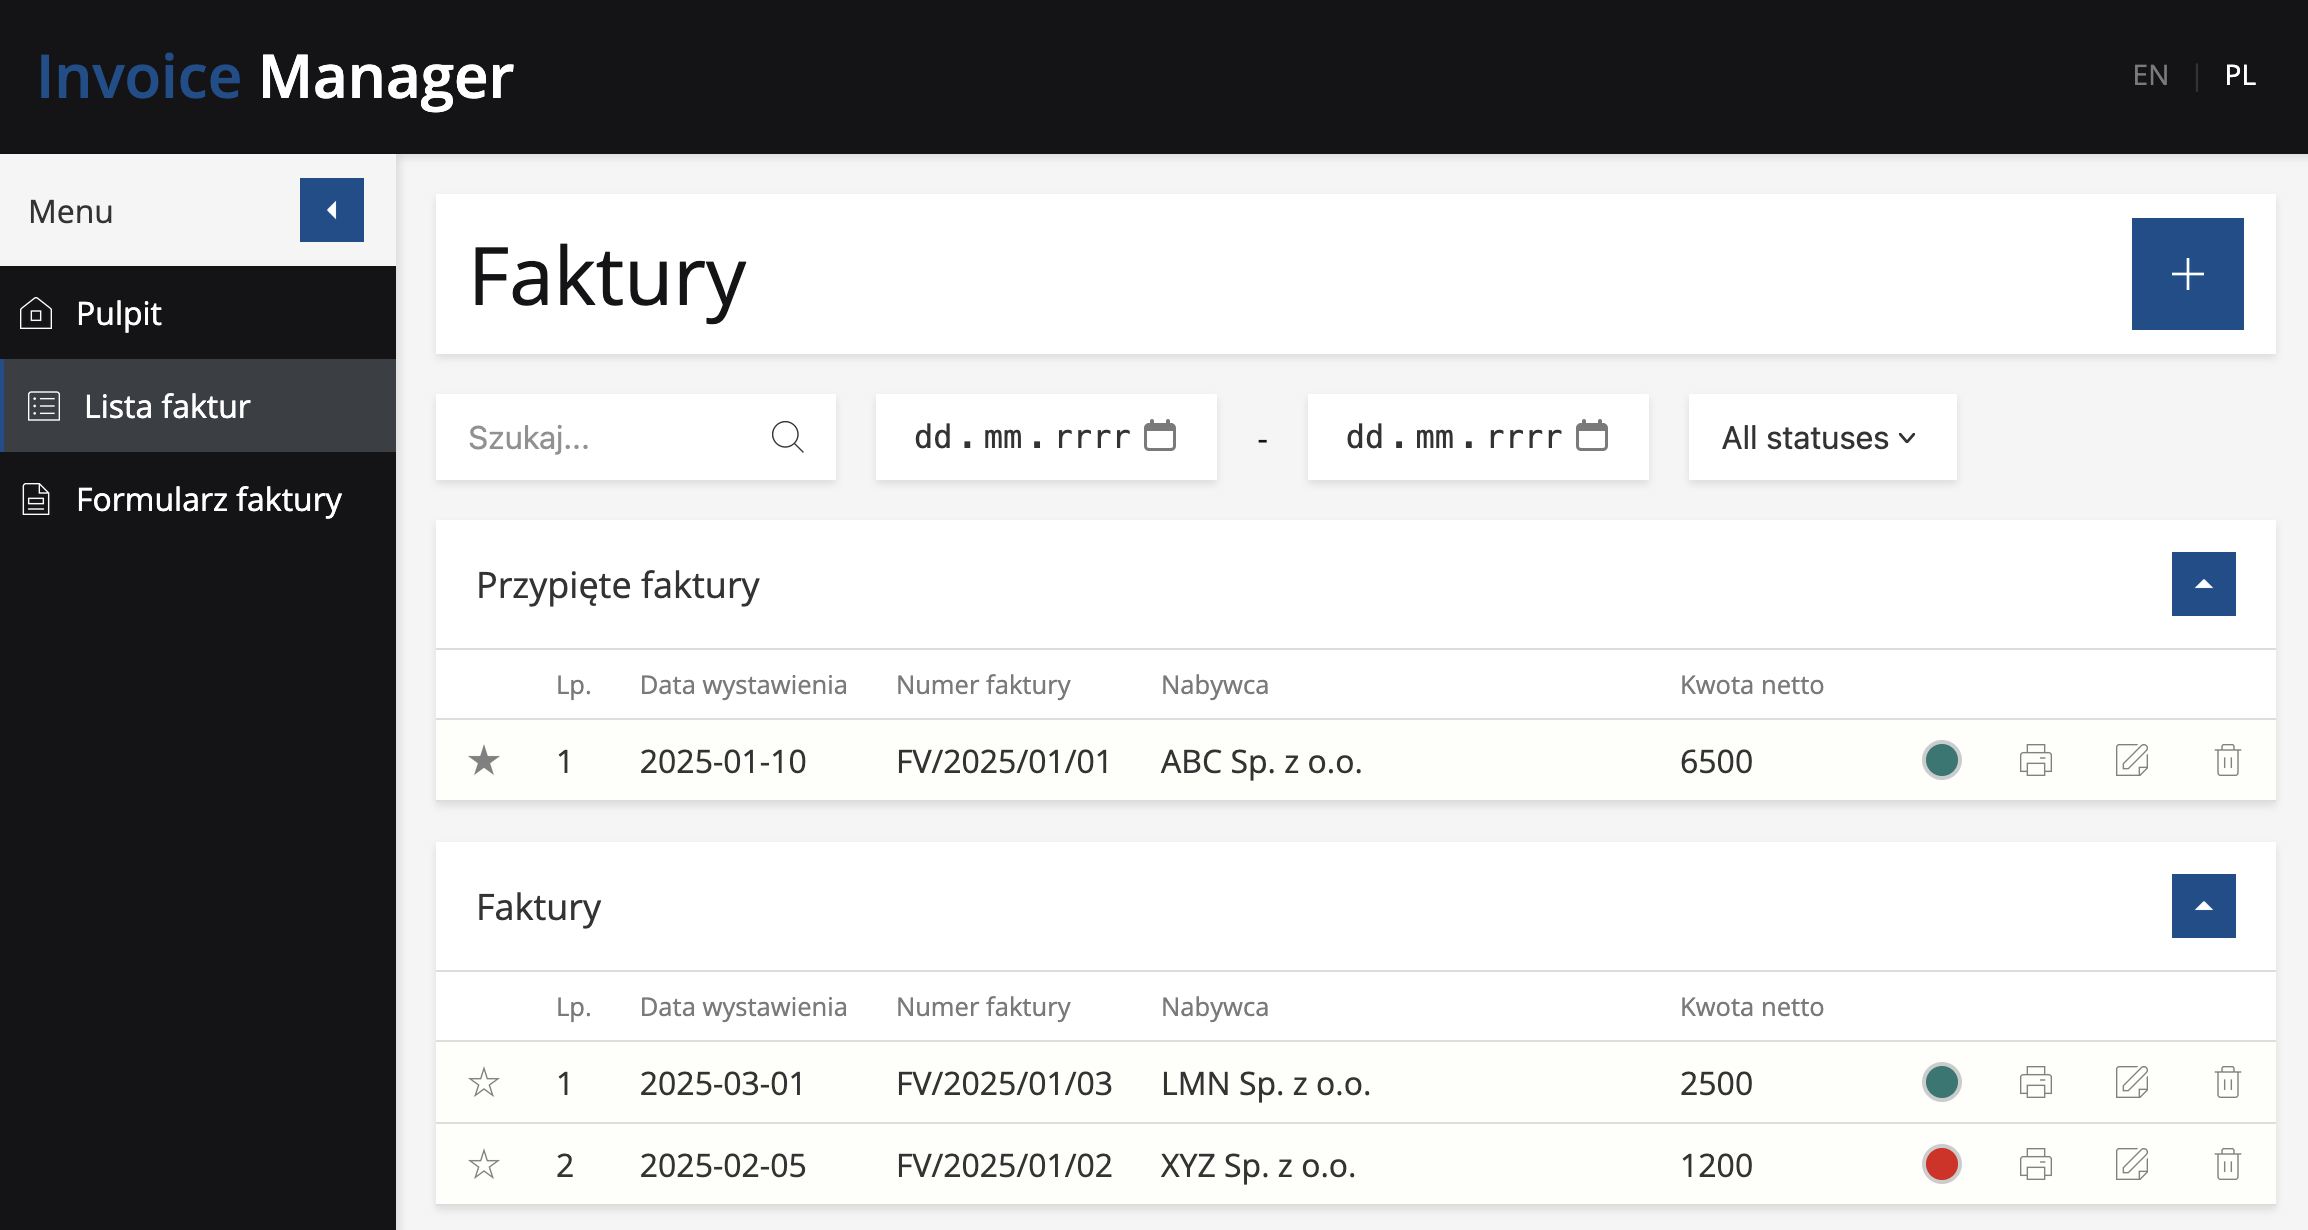 Invoice Manager
EN | PL
Menu
Pulpit
Lista faktur
Formularz faktury
Faktury
Szukaj... dd.mm.rrrr - dd.mm.rrrr All statuses
Przypięte faktury
Lp. Data wystawienia Numer faktury Nabywca Kwota netto
1 2025-01-10 FV/2025/01/01 ABC Sp. z o.o. 6500
Faktury
Lp. Data wystawienia Numer faktury Nabywca Kwota netto
1 2025-03-01 FV/2025/01/03 LMN Sp. z o.o. 2500
2 2025-02-05 FV/2025/01/02 XYZ Sp. z o.o. 1200